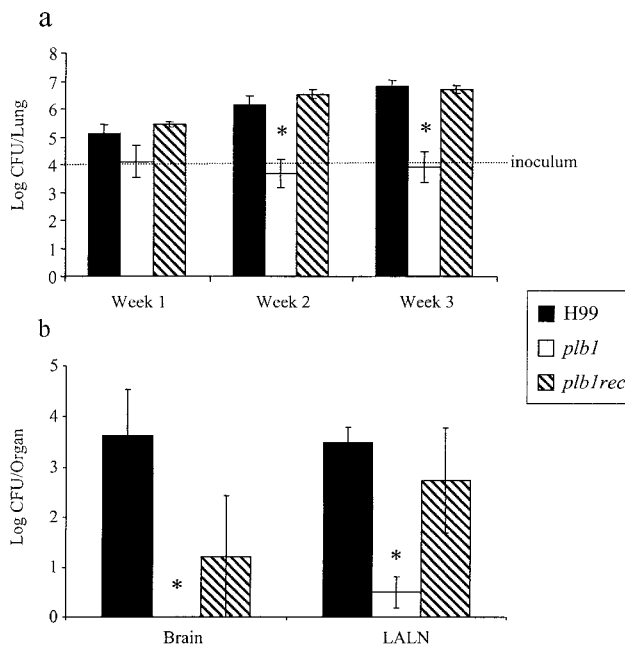 a
Log CFU/Lung
8
7
6
5
4
3
2
1
0
* *
inoculum
Week 1 Week 2 Week 3
H99
plb1
plb1rec
b
Log CFU/Organ
5
4
3
2
1
0
* *
Brain LALN